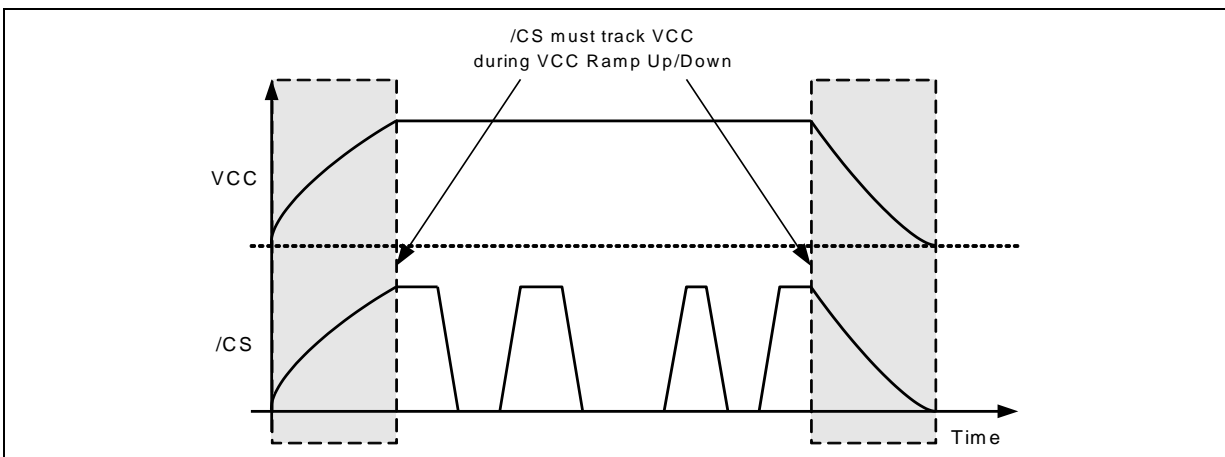 /CS must track VCC
during VCC Ramp Up/Down
VCC
/CS
Time